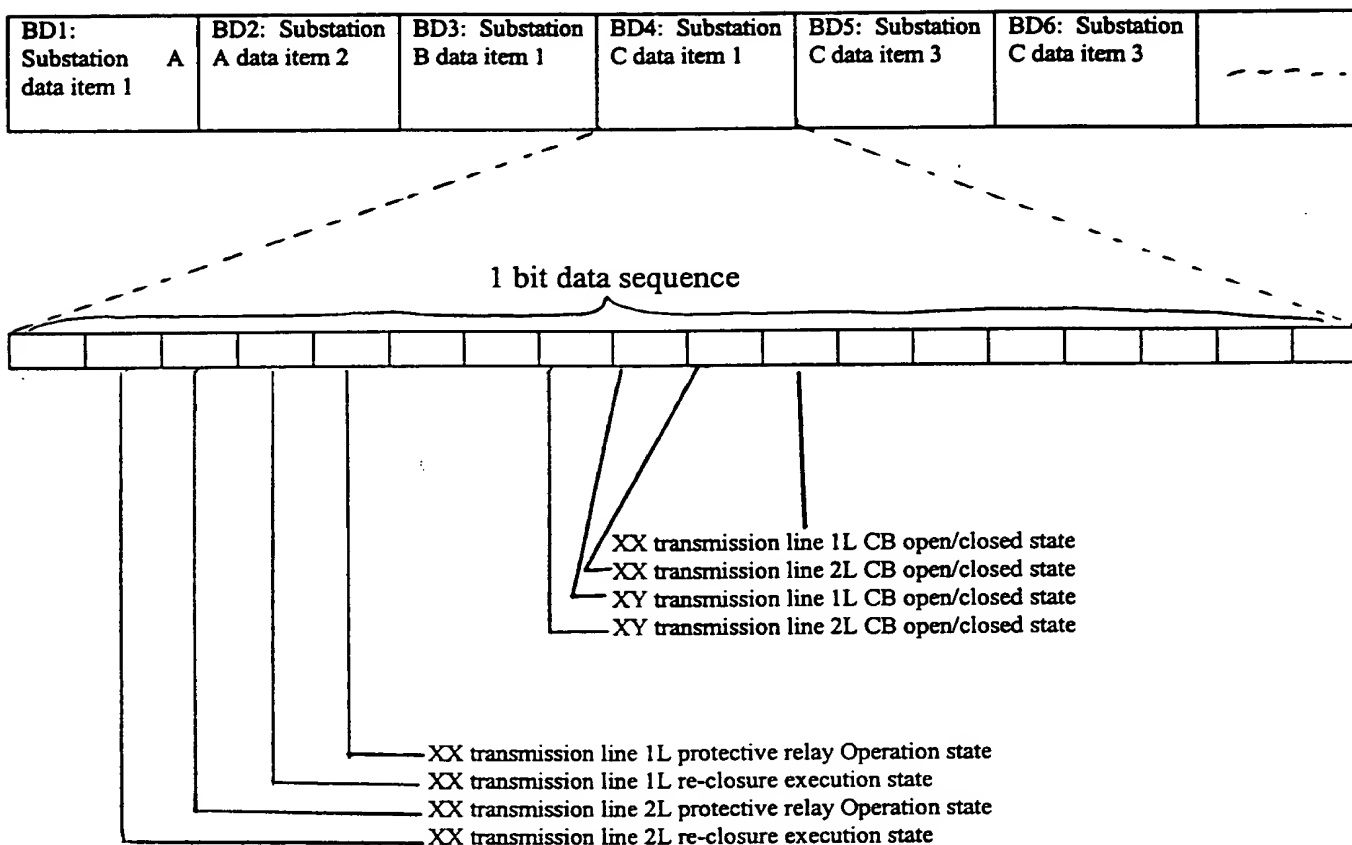 BD1:
Substation A
data item 1
BD2: Substation
A data item 2
BD3: Substation
B data item 1
BD4: Substation
C data item 1
BD5: Substation
C data item 3
BD6: Substation
C data item 3
1 bit data sequence
XX transmission line 1L CB open/closed state
XX transmission line 2L CB open/closed state
XY transmission line 1L CB open/closed state
XY transmission line 2L CB open/closed state
XX transmission line 1L protective relay Operation state
XX transmission line 1L re-closure execution state
XX transmission line 2L protective relay Operation state
XX transmission line 2L re-closure execution state